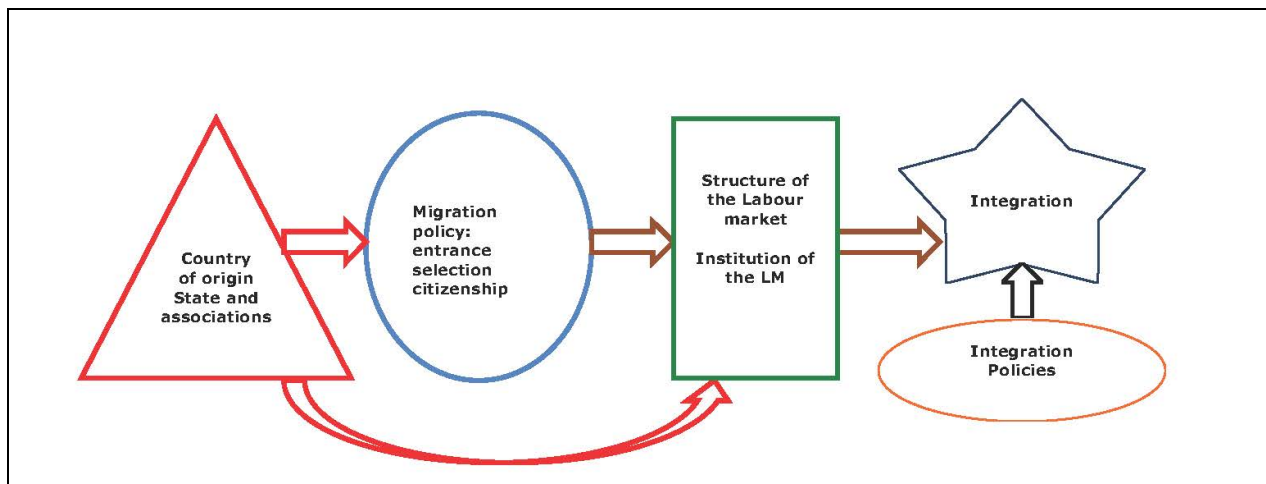 Country
of origin
State and
associations
Migration
policy:
entrance
selection
citizenship
Structure of
the Labour
market
Institution of
the LM
Integration
Integration
Policies